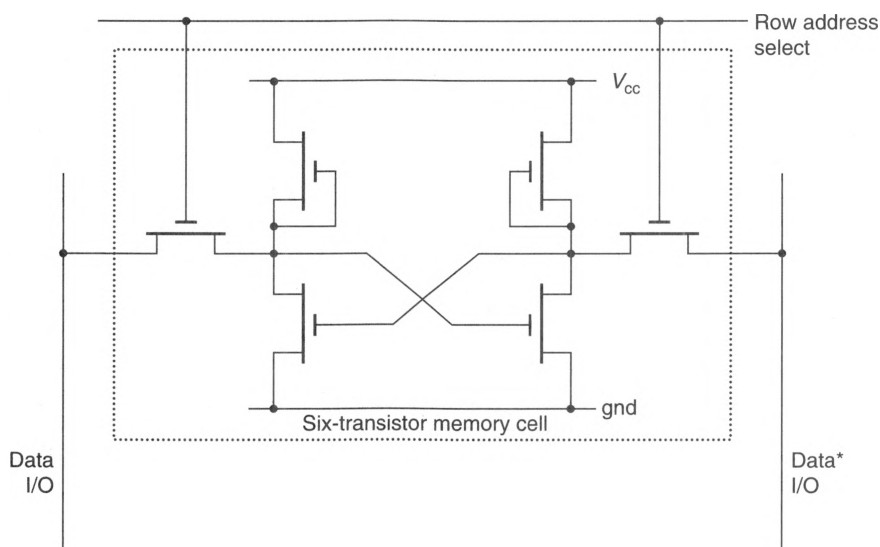 Row address
select
Vcc
gnd
Six-transistor memory cell
Data
I/O
Data*
I/O